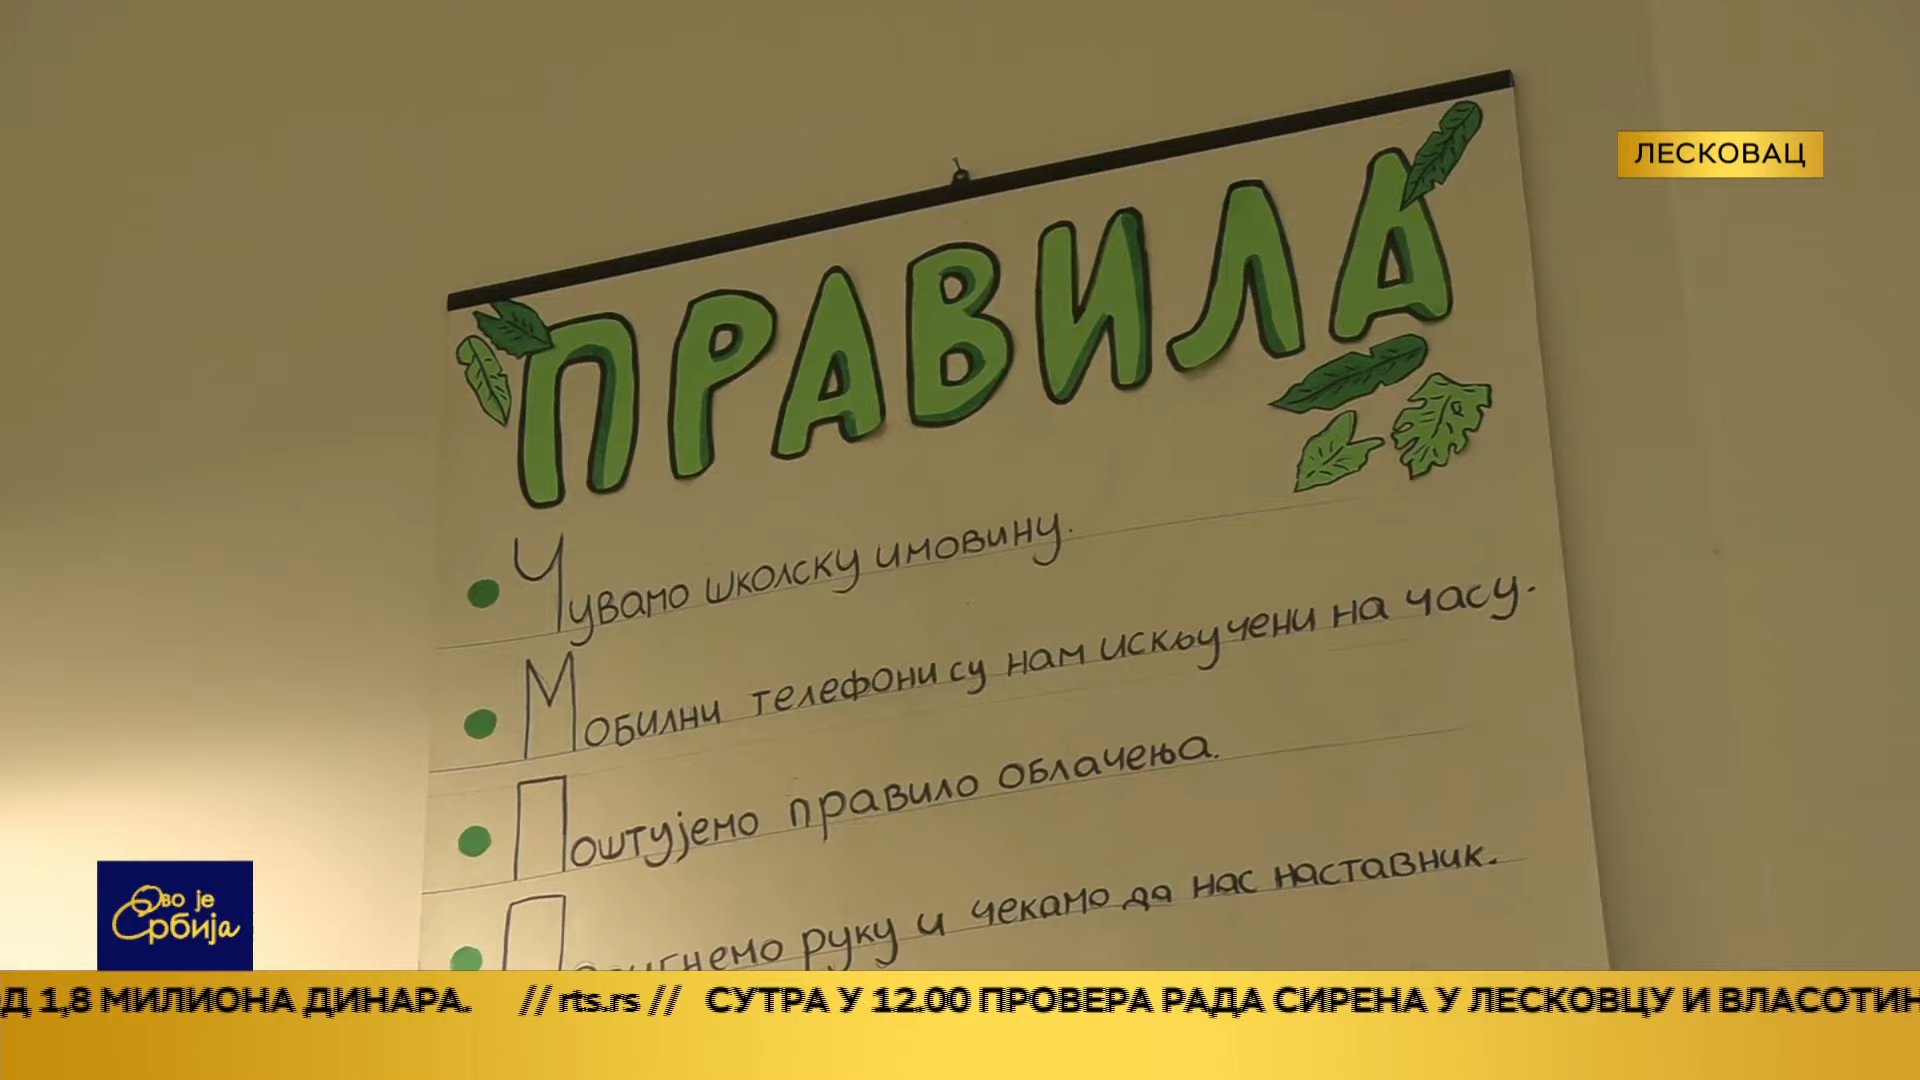 ЛЕСКОВАЦ
ПРАВИЛА
Чувамо школску имовину.
Мобилни телефони су нам искључени на часу.
Поштујемо правило облачења.
руку и чекамо да нас наставник.
Ово је
Србија
ОД 1,8 МИЛИОНА ДИНАРА. // rts.rs // СУТРА У 12.00 ПРОВЕРА РАДА СИРЕНА У ЛЕСКОВЦУ И ВЛАСОТИН